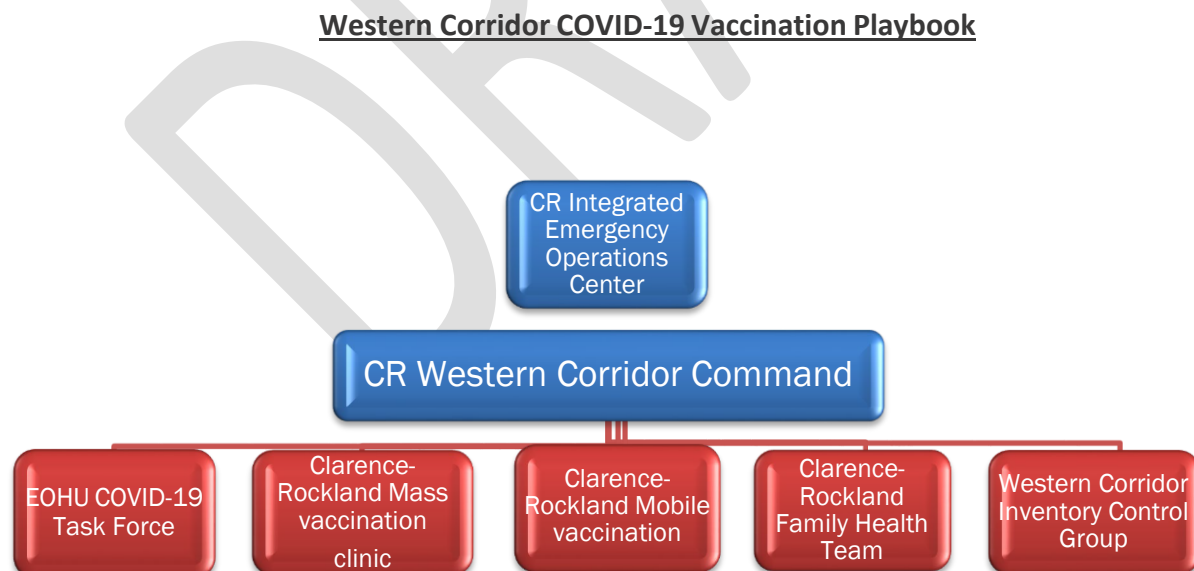 Western Corridor COVID-19 Vaccination Playbook
DRA
CR Integrated
Emergency
Operations
Center
CR Western Corridor Command
EOHU COVID-19
Task Force
Clarence-
Rockland Mass
vaccination
clinic
Clarence-
Rockland Mobile
vaccination
Clarence-
Rockland
Family Health
Team
Western Corridor
Inventory Control
Group